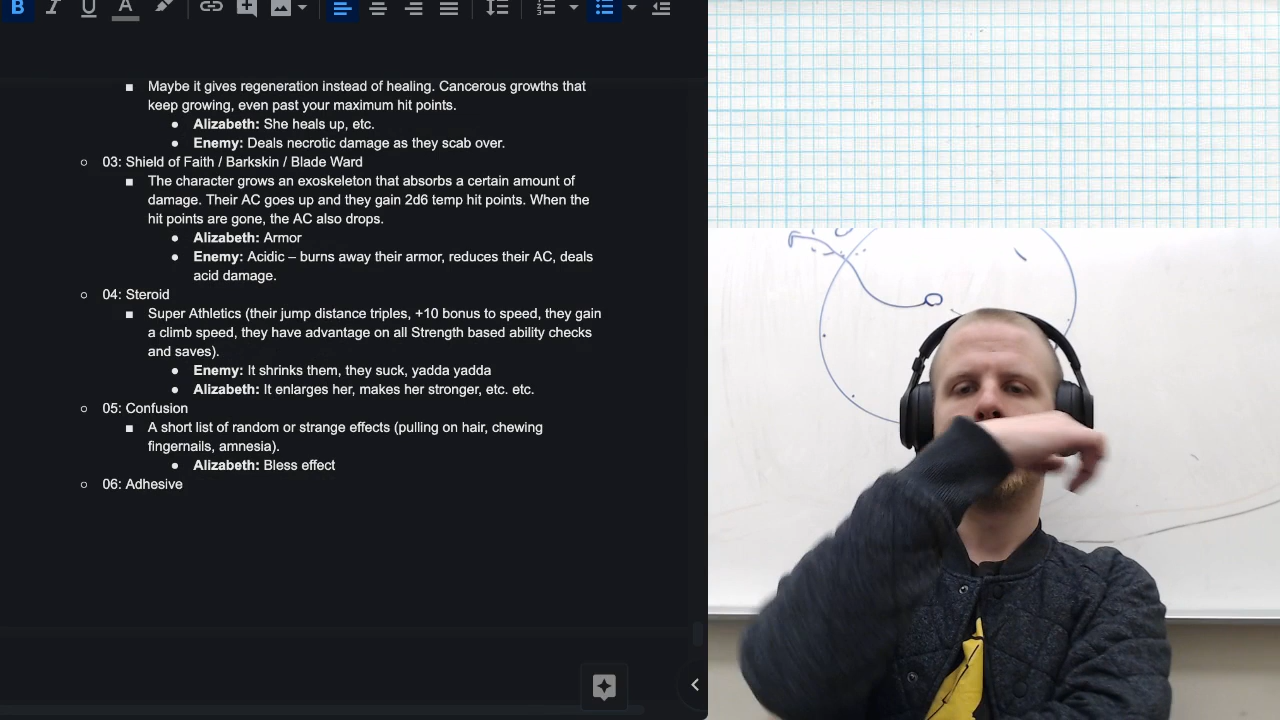 Maybe it gives regeneration instead of healing. Cancerous growths that
keep growing, even past your maximum hit points.
Alizabeth: She heals up, etc.
Enemy: Deals necrotic damage as they scab over.
03: Shield of Faith / Barkskin / Blade Ward
The character grows an exoskeleton that absorbs a certain amount of
damage. Their AC goes up and they gain 2d6 temp hit points. When the
hit points are gone, the AC also drops.
Alizabeth: Armor
Enemy: Acidic – burns away their armor, reduces their AC, deals
acid damage.
04: Steroid
Super Athletics (their jump distance triples, +10 bonus to speed, they gain
a climb speed, they have advantage on all Strength based ability checks
and saves).
Enemy: It shrinks them, they suck, yadda yadda
Alizabeth: It enlarges her, makes her stronger, etc. etc.
05: Confusion
A short list of random or strange effects (pulling on hair, chewing
fingernails, amnesia).
Alizabeth: Bless effect
06: Adhesive